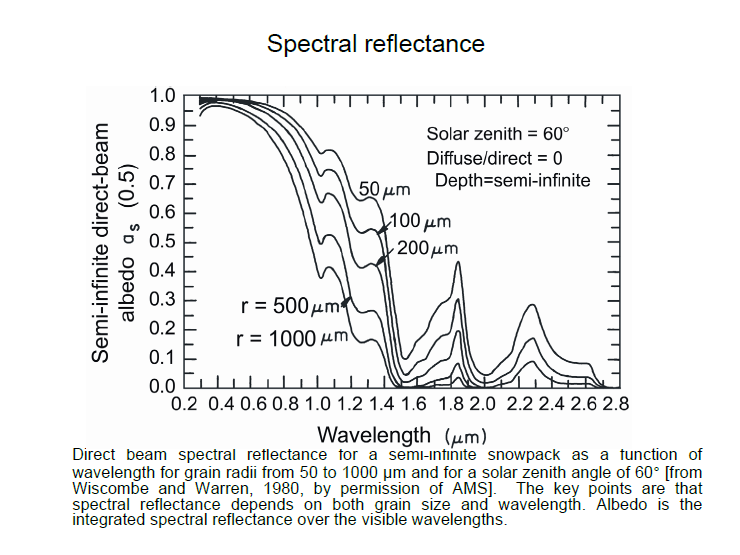 Spectral reflectance
Semi-infinite direct-beam
albedo as (0.5)
1.0
0.9
0.8
0.7
0.6
0.5
0.4
0.3
0.2
0.1
0.0
Solar zenith = 60°
Diffuse/direct = 0
Depth=semi-infinite
50 μm
100 μm
200 μm
r = 500 μm
r = 1000 μm
0.2 0.4 0.6 0.8 1.0 1.2 1.4 1.6 1.8 2.0 2.2 2.4 2.6 2.8
Wavelength (μm)
Direct beam spectral reflectance for a semi-infinite snowpack as a function of
wavelength for grain radii from 50 to 1000 μm and for a solar zenith angle of 60° [from
Wiscombe and Warren, 1980, by permission of AMS]. The key points are that
spectral reflectance depends on both grain size and wavelength. Albedo is the
integrated spectral reflectance over the visible wavelengths.